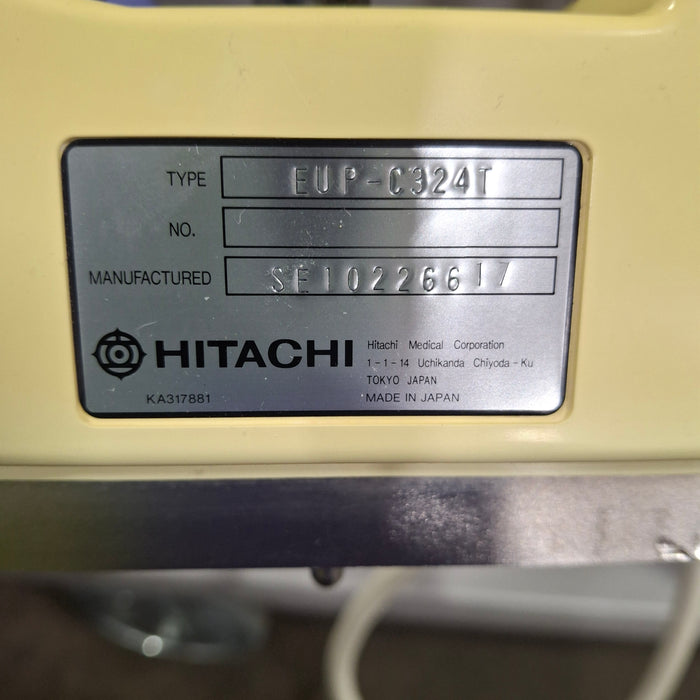 TYPE EUP-C324T
NO.
MANUFACTURED SE10226617
HITACHI
Hitachi Medical Corporation
1-1-14 Uchikanda Chiyoda-Ku
TOKYO JAPAN
KA317881
MADE IN JAPAN